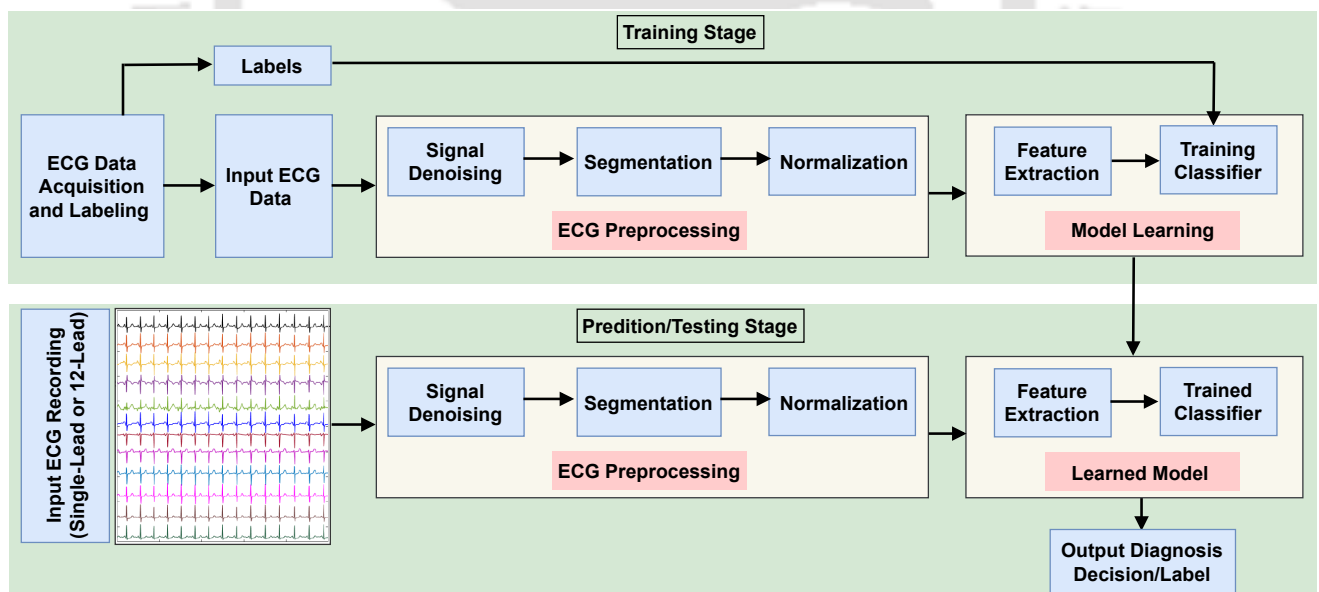 Training Stage
Labels
ECG Data
Acquisition
and Labeling
Input ECG
Data
Signal
Denoising
Segmentation
Normalization
ECG Preprocessing
Feature
Extraction
Training
Classifier
Model Learning
Predition/Testing Stage
Input ECG Recording
(Single-Lead or 12-Lead)
Signal
Denoising
Segmentation
Normalization
ECG Preprocessing
Feature
Extraction
Trained
Classifier
Learned Model
Output Diagnosis
Decision/Label